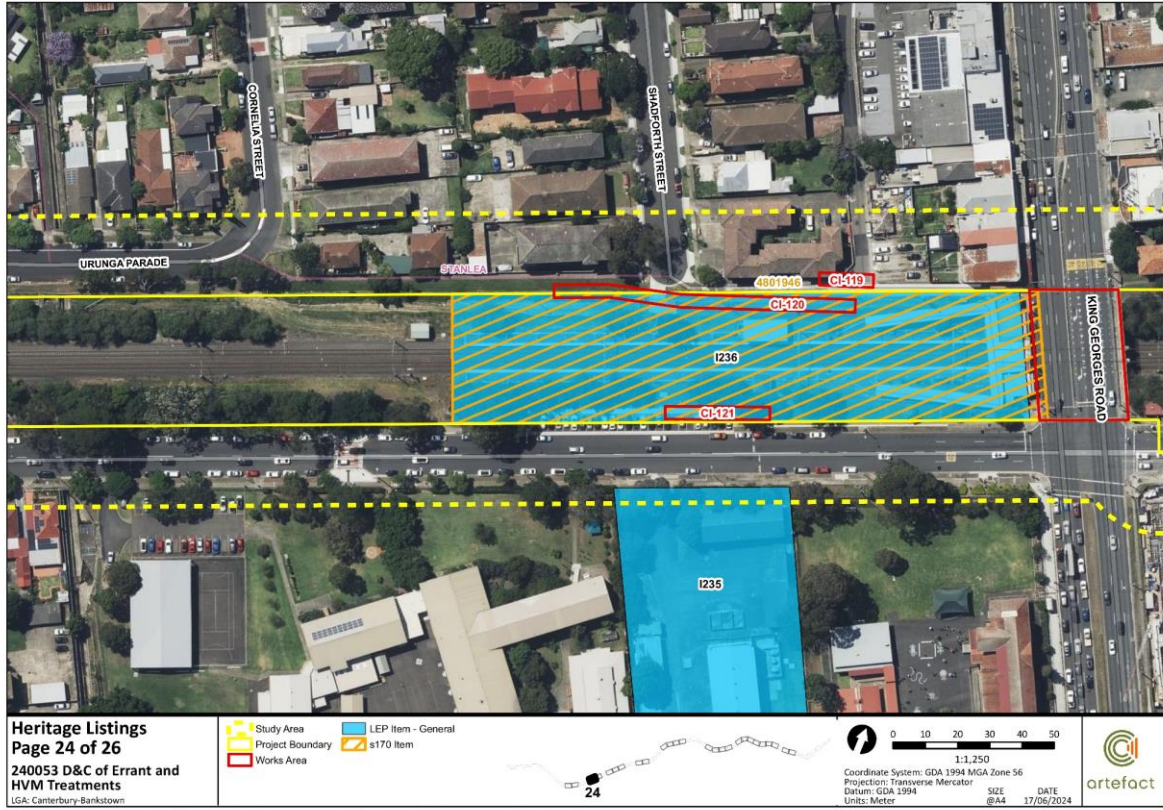 CORNELIA STREET
SHADFORTH STREET
URUNGA PARADE
STANLEA
4801946
CI-119
CI-120
I236
CI-121
KING GEORGES ROAD
I235
Heritage Listings
Page 24 of 26
240053 D&C of Errant and
HVM Treatments
LGA: Canterbury-Bankstown
Study Area
Project Boundary
Works Area
LEP Item - General
s170 Item
24
0 10 20 30 40 50
1:1,250
Coordinate System: GDA 1994 MGA Zone 56
Projection: Transverse Mercator
Datum: GDA 1994
Units: Meter
SIZE
@A4
DATE
17/06/2024
artefact